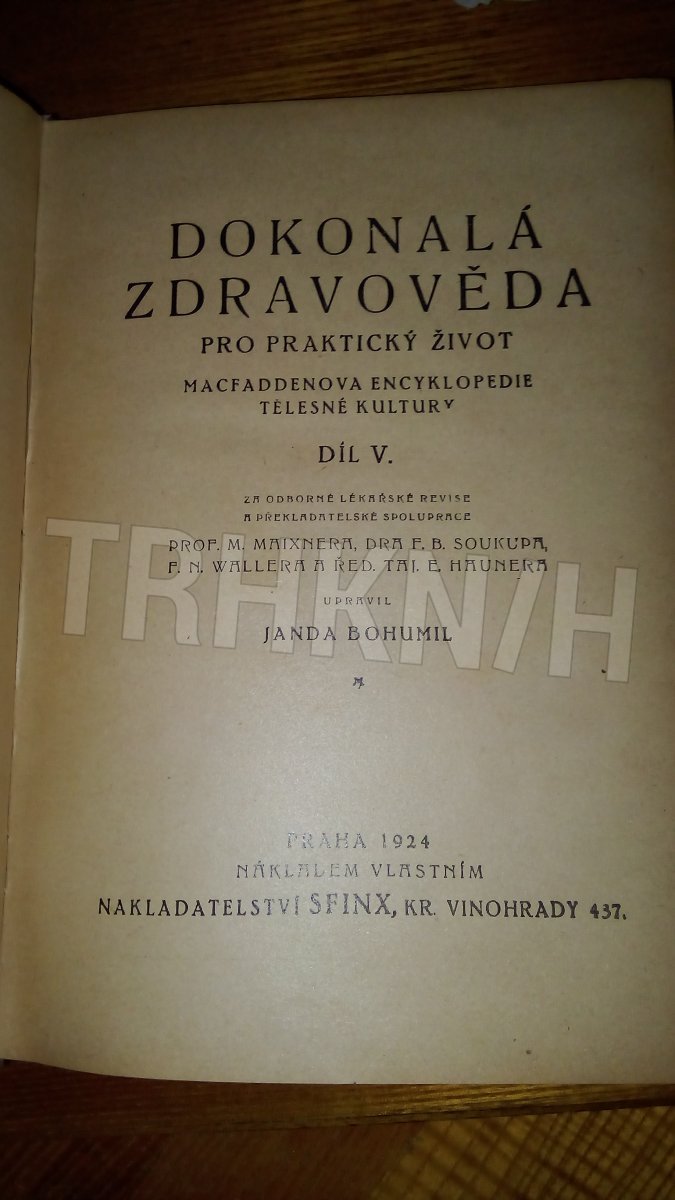 DOKONALÁ
ZDRAVOVĚDA
PRO PRAKTICKÝ ŽIVOT
MACFADDENOVA ENCYKLOPEDIE
TĚLESNÉ KULTURY
DÍL V.
ZA ODBORNÉ LÉKAŘSKÉ REVISE
A PŘEKLADATELSKÉ SPOLUPRACE
PROF. M. MAIXNERA, DRA F. B. SOUKUPA,
F. N. WALLERA A ŘED. TAJ. E. HAUNERA
UPRAVIL
JANDA BOHUMIL
TRHKNIH
PRAHA 1924
NÁKLADEM VLASTNÍM
NAKLADATELSTVÍ SFINX, KR. VINOHRADY 437.